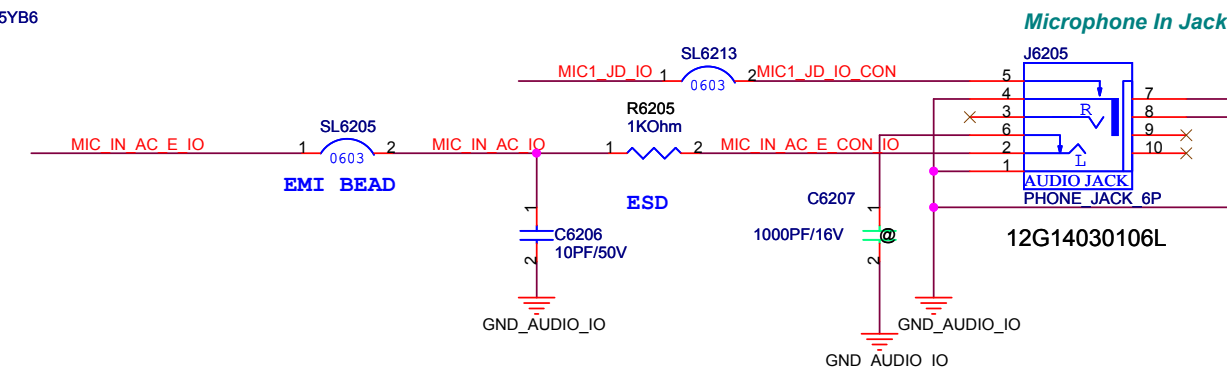 5YB6
Microphone In Jack
SL6213
J6205
MIC1_JD_IO
1
2
MIC1_JD_IO_CON
0603
5
4
3
6
2
1
7
8
9
10
R
L
AUDIO JACK
PHONE_JACK_6P
12G14030106L
R6205
1KOhm
SL6205
MIC_IN_AC_E_IO
1
2
0603
EMI BEAD
MIC_IN_AC_IO
1
2
MIC_IN_AC_E_CON_IO
ESD
1
C6206
10PF/50V
2
GND_AUDIO_IO
C6207
1
1000PF/16V
@
2
GND_AUDIO_IO
GND_AUDIO_IO